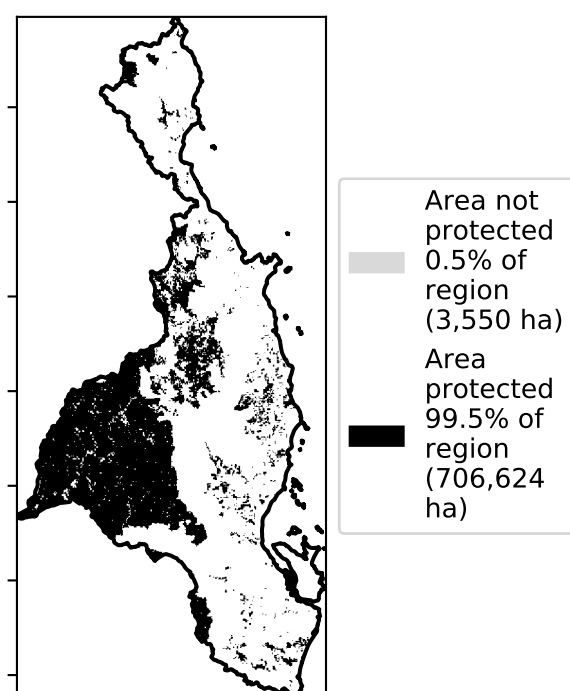 Area not
protected
0.5% of
region
(3,550 ha)
Area
protected
99.5% of
region
(706,624
ha)